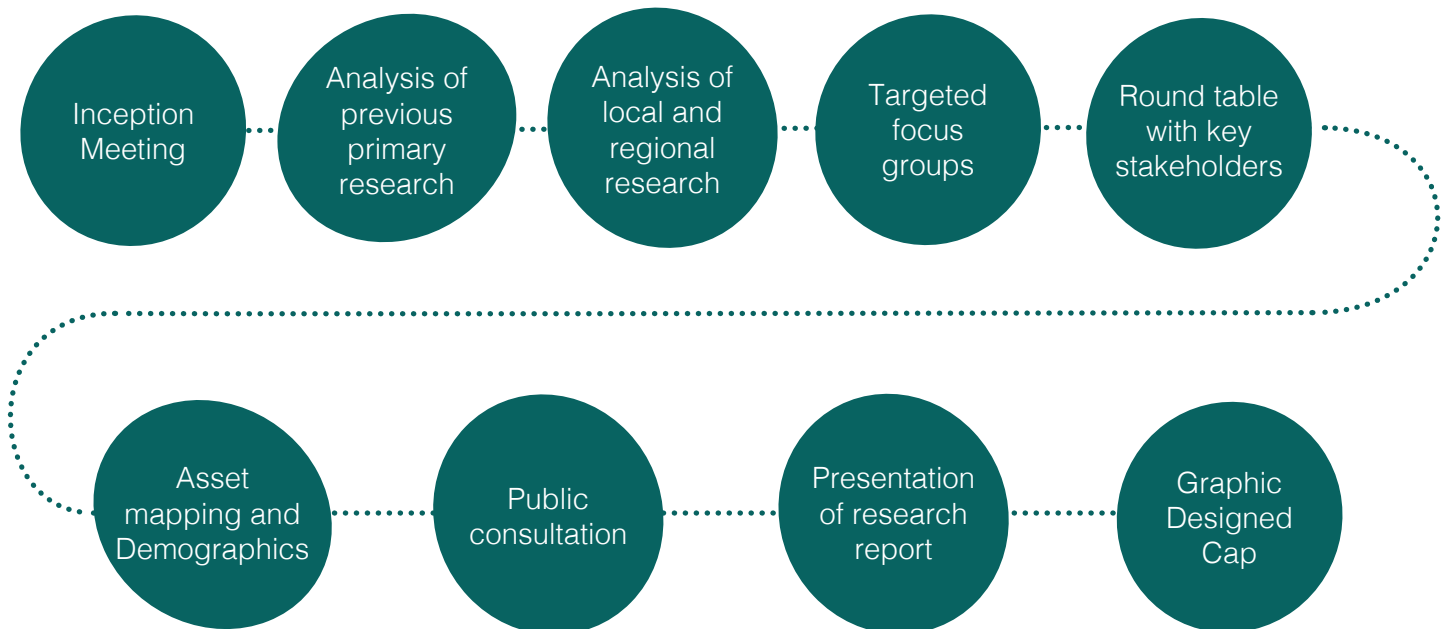 Inception
Meeting
Analysis of
previous
primary
research
Analysis of
local and
regional
research
Targeted
focus
groups
Round table
with key
stakeholders
Asset
mapping and
Demographics
Public
consultation
Presentation
of research
report
Graphic
Designed
Cap